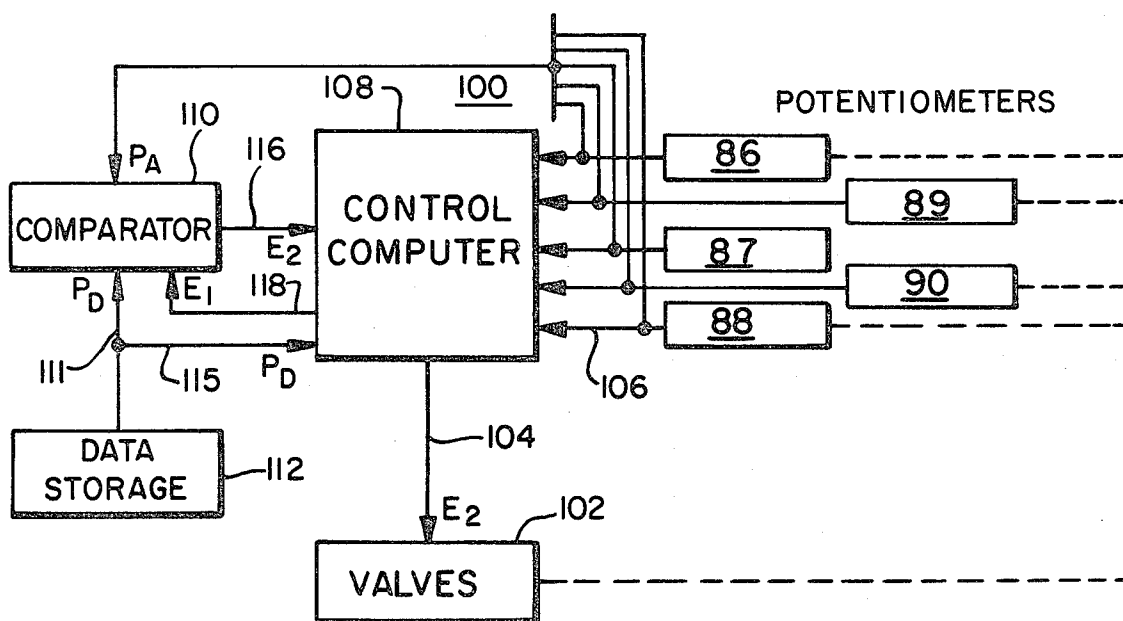 108
100
POTENTIOMETERS
110
PA
116
86
COMPARATOR
CONTROL
COMPUTER
89
E2
87
PD
E1
118
90
88
111
115
PD
106
DATA
STORAGE
112
104
E2
102
VALVES